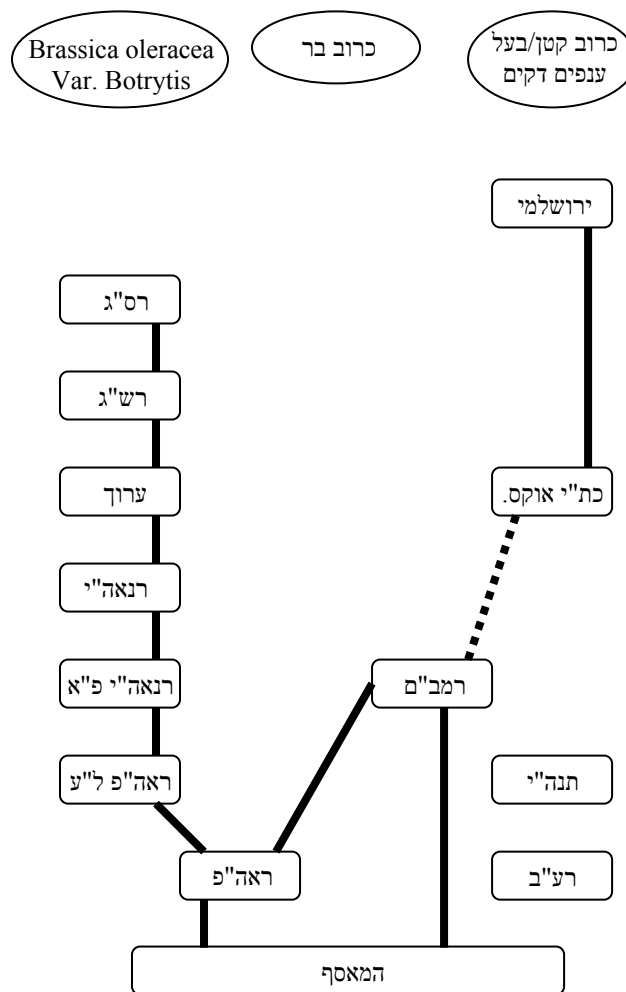 כרוב קטן/בעל
ענפים דקים
כרוב בר
Brassica oleracea
Var. Botrytis
ירושלמי
רס"ג
רש"ג
כת"י אוקס.
ערוך
רנאה"י
רמב"ם
רנאה"י פ"א
תנה"י
ראה"פ ל"ע
רע"ב
ראה"פ
המאסף